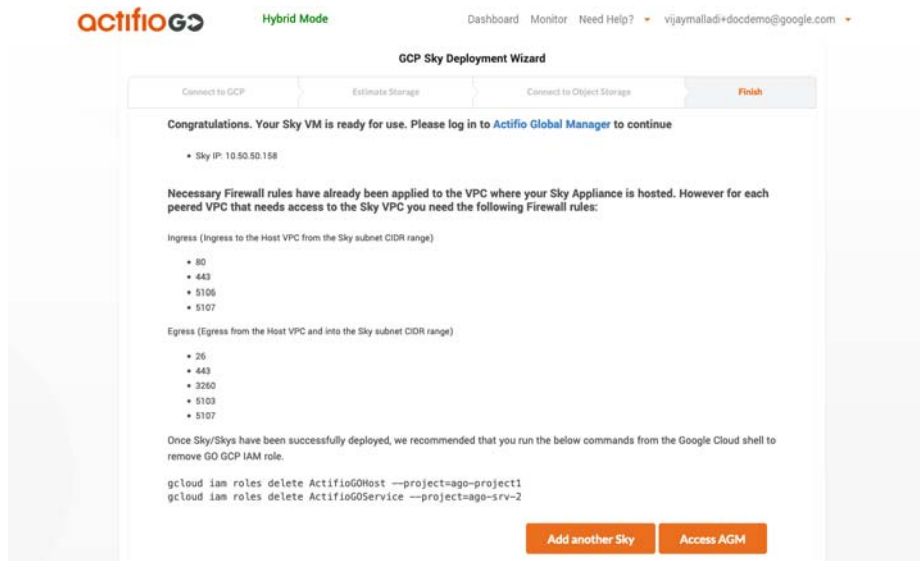 actifio GO
Hybrid Mode
Dashboard Monitor Need Help? vijaymalladi+docdemo@google.com
GCP Sky Deployment Wizard
Connect to GCP Estimate Storage Connect to Object Storage Finish
Congratulations. Your Sky VM is ready for use. Please log in to Actifio Global Manager to continue
• Sky IP: 10.50.50.158
Necessary Firewall rules have already been applied to the VPC where your Sky Appliance is hosted. However for each
peered VPC that needs access to the Sky VPC you need the following Firewall rules:
Ingress (Ingress to the Host VPC from the Sky subnet CIDR range)
• 80
• 443
• 5106
• 5107
Egress (Egress from the Host VPC and into the Sky subnet CIDR range)
• 26
• 443
• 3260
• 5103
• 5107
Once Sky/Skys have been successfully deployed, we recommended that you run the below commands from the Google Cloud shell to
remove GO GCP IAM role.
gcloud iam roles delete ActifioGOHost --project=ago-project1
gcloud iam roles delete ActifioGOService --project=ago-srv-2
Add another Sky Access AGM